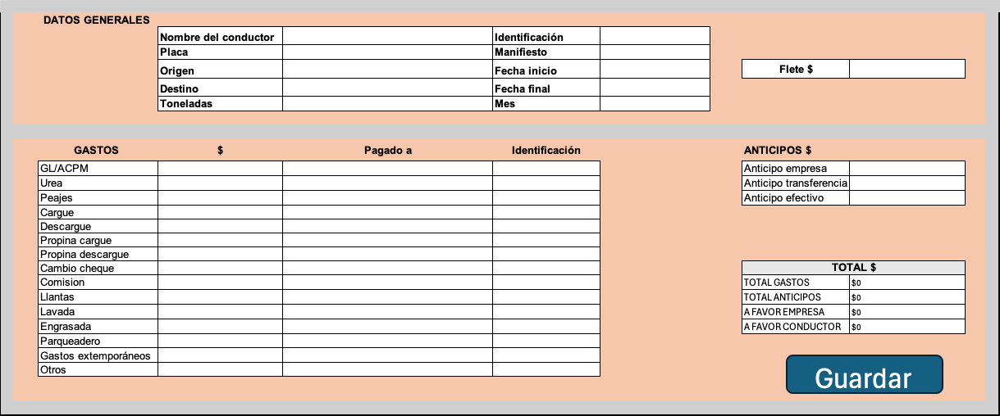 DATOS GENERALES
Nombre del conductor Identificación
Placa Manifiesto
Origen Fecha inicio Flete $
Destino Fecha final
Toneladas Mes
GASTOS $ Pagado a Identificación ANTICIPOS $
GL/ACPM Anticipo empresa
Urea Anticipo transferencia
Peajes Anticipo efectivo
Cargue
Descargue
Propina cargue
Propina descargue
Cambio cheque TOTAL $
Comision TOTAL GASTOS $0
Llantas TOTAL ANTICIPOS $0
Lavada A FAVOR EMPRESA $0
Engrasada A FAVOR CONDUCTOR $0
Parqueadero
Gastos extemporáneos
Otros
Guardar